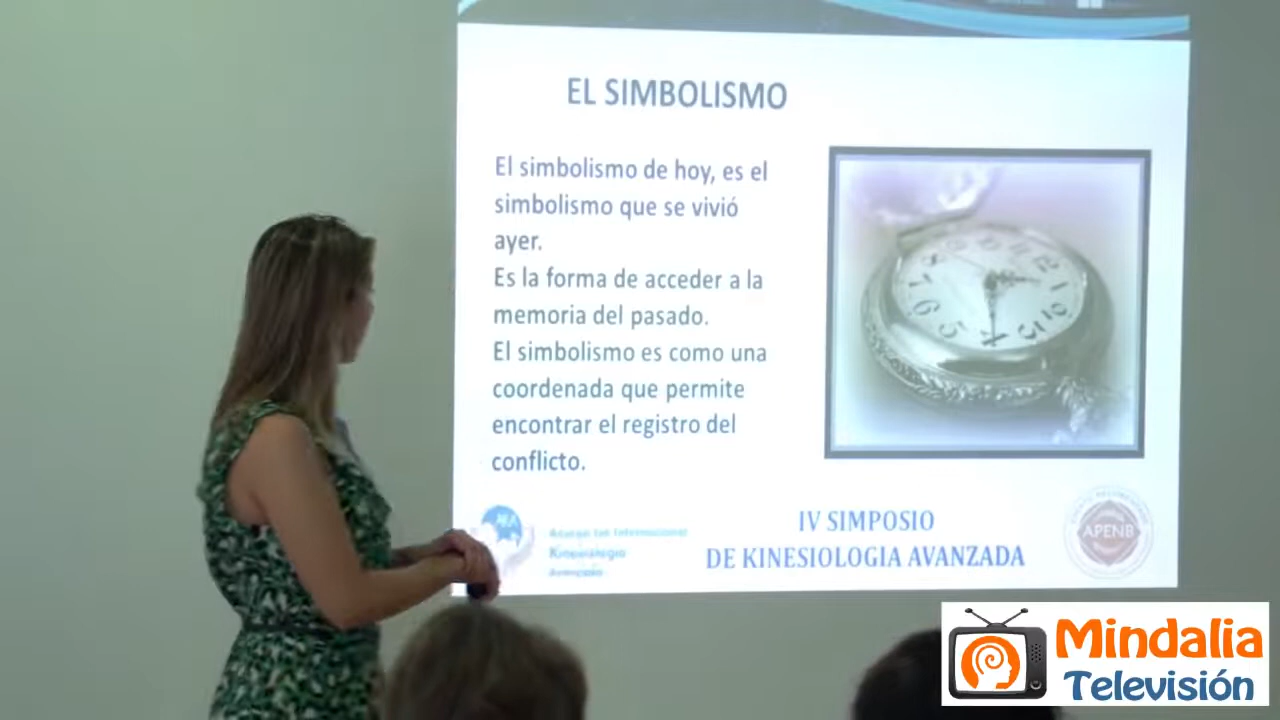 EL SIMBOLISMO
El simbolismo de hoy, es el
simbolismo que se vivió
ayer.
Es la forma de acceder a la
memoria del pasado.
El simbolismo es como una
coordenada que permite
encontrar el registro del
conflicto.
IV SIMPOSIO
DE KINESIOLOGIA AVANZADA
APENB
Mindalia
Televisión